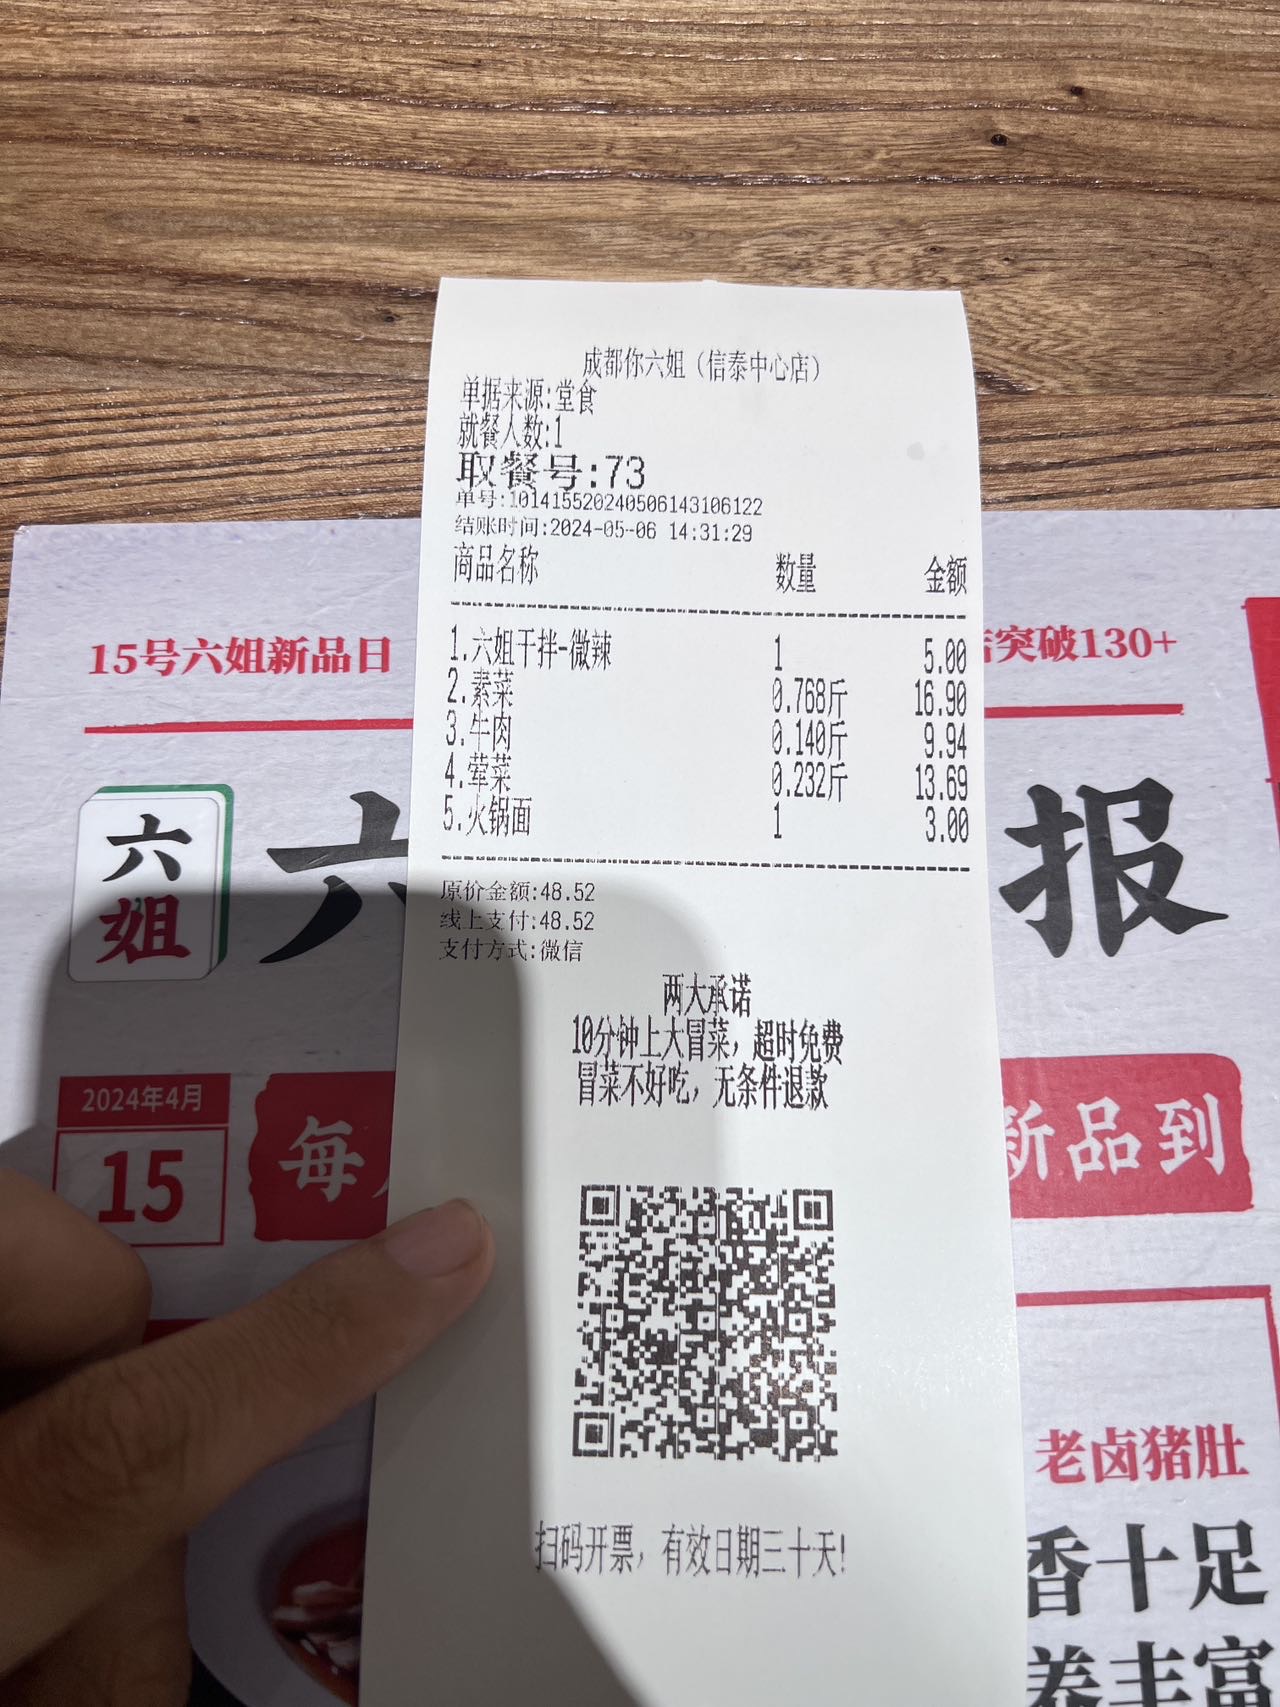 成都你六姐（信泰中心店）
单据来源:堂食
就餐人数:1
取餐号:73
单号:10141552024050614310​6122
结账时间:2024-05-06 14:31:29
商品名称 数量 金额
1.六姐干拌-微辣 1 5.00
2.素菜 0.768斤 16.90
3.牛肉 0.140斤 9.94
4.荤菜 0.232斤 13.69
5.火锅面 1 3.00
原价金额:48.52
线上支付:48.52
支付方式:微信
两大承诺
10分钟上大冒菜，超时免费
冒菜不好吃，无条件退款
扫码开票，有效日期三十天!
15号六姐新品日
突破130+
六姐
六
报
2024年4月
15
每
新品到
老卤猪肚
香十足
养丰富